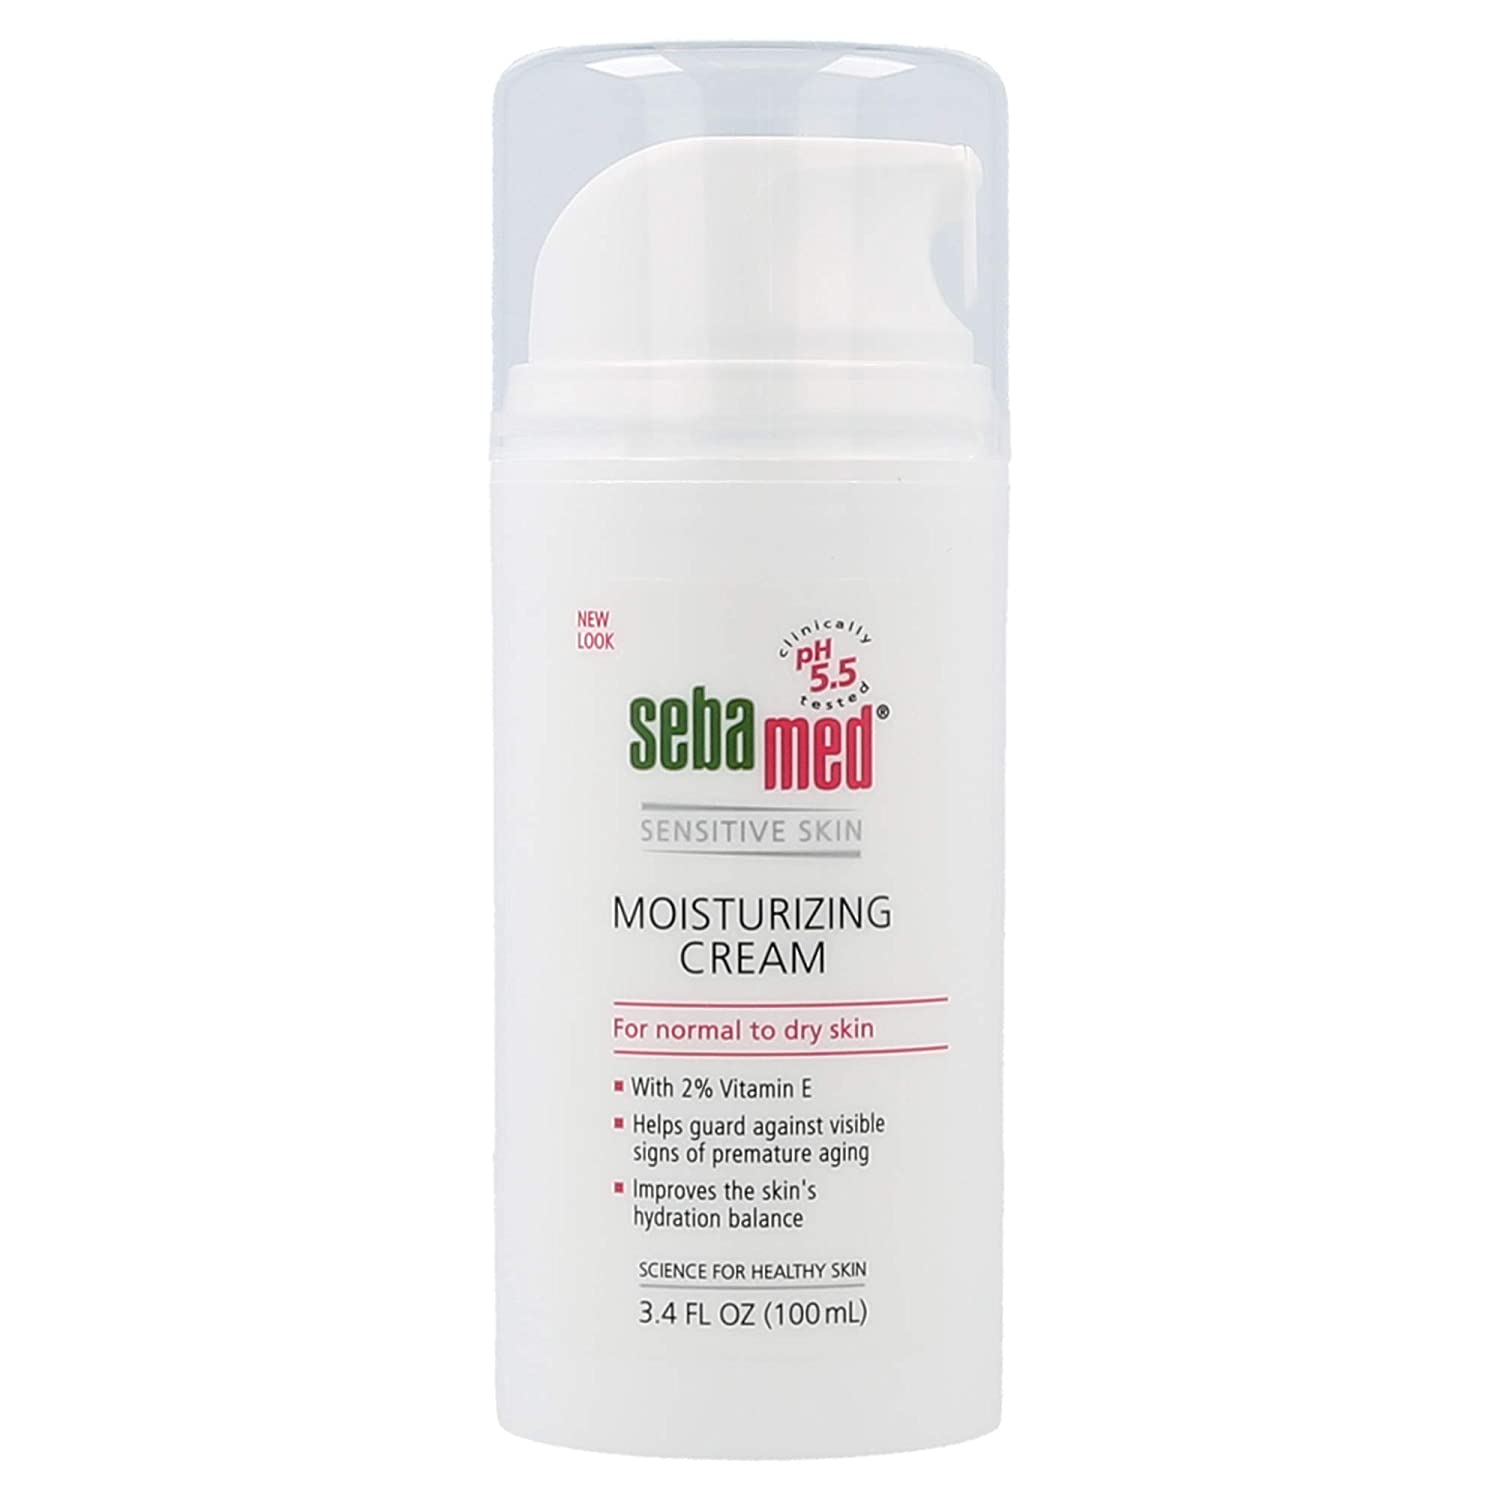 NEW
LOOK
clinically
pH
5.5
tested
sebamed®
SENSITIVE SKIN
MOISTURIZING
CREAM
For normal to dry skin
With 2% Vitamin E
Helps guard against visible
signs of premature aging
Improves the skin's
hydration balance
SCIENCE FOR HEALTHY SKIN
3.4 FL OZ (100 mL)